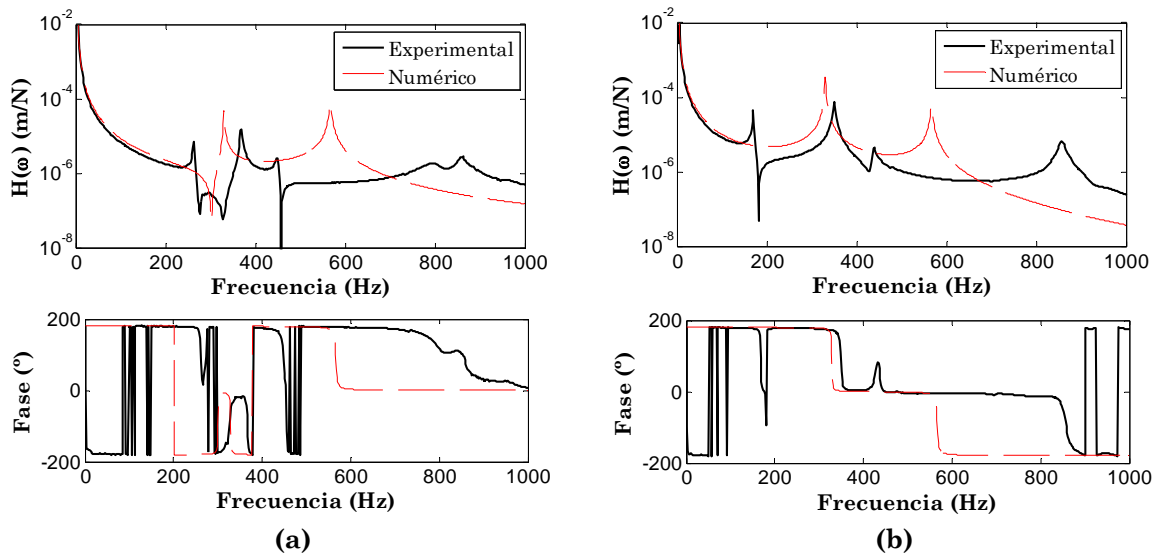 10^-2
10^-4
10^-6
10^-8
H(ω) (m/N)
Experimental
Numérico
0 200 400 600 800 1000
Frecuencia (Hz)
200
0
-200
Fase (º)
0 200 400 600 800 1000
Frecuencia (Hz)
(a)
10^-2
10^-4
10^-6
10^-8
H(ω) (m/N)
Experimental
Numérico
0 200 400 600 800 1000
Frecuencia (Hz)
200
0
-200
Fase (º)
0 200 400 600 800 1000
Frecuencia (Hz)
(b)